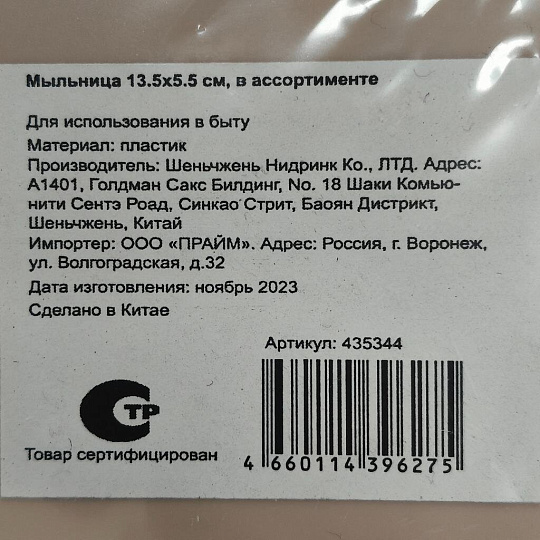 Мыльница 13.5х5.5 см, в ассортименте
Для использования в быту
Материал: пластик
Производитель: Шеньчжень Нидринк Ко., ЛТД. Адрес:
А1401, Голдман Сакс Билдинг, No. 18 Шаки Комью-
нити Сентэ Роад, Синкао Стрит, Баоян Дистрикт,
Шеньчжень, Китай
Импортер: ООО «ПРАЙМ». Адрес: Россия, г. Воронеж,
ул. Волгоградская, д.32
Дата изготовления: ноябрь 2023
Сделано в Китае
Артикул: 435344
СТР
Товар сертифицирован
4 660114 396275